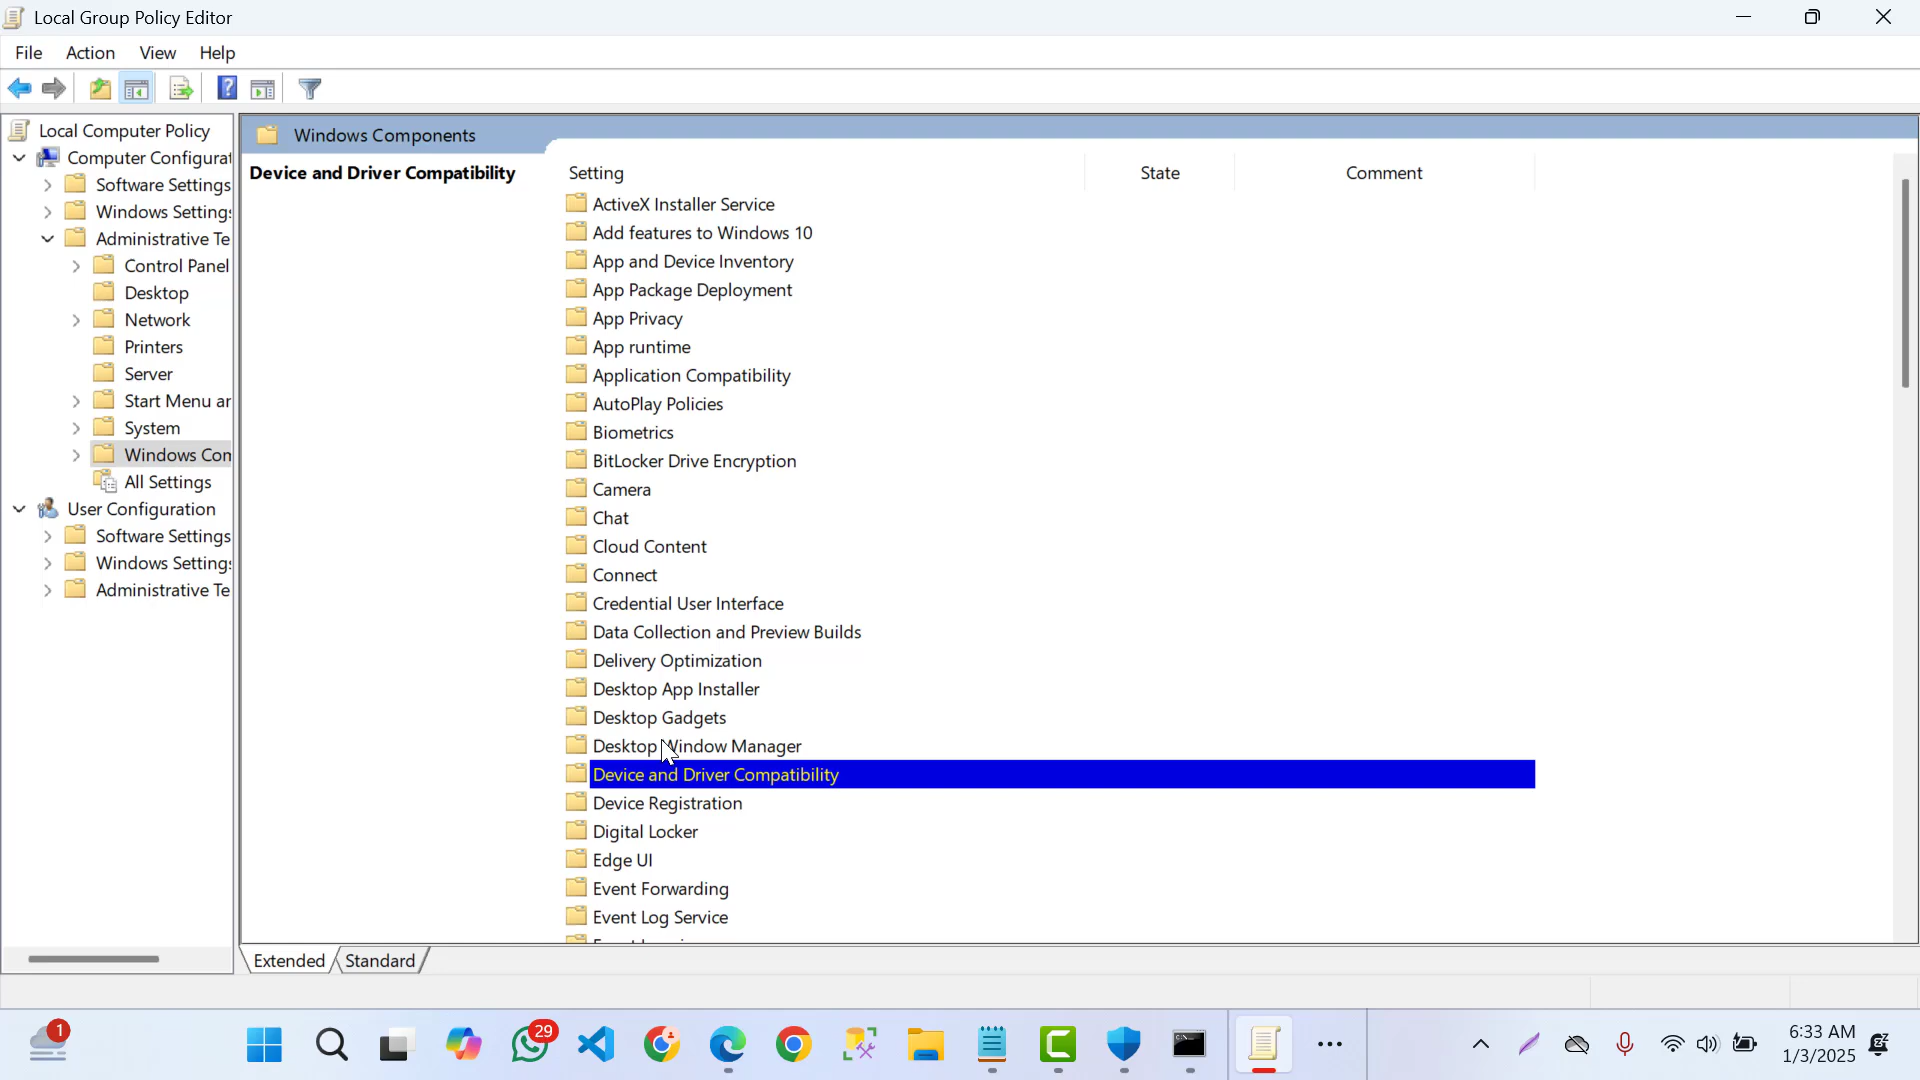 Local Group Policy Editor
File Action View Help
Local Computer Policy
Computer Configurat
Software Settings
Windows Settings
Administrative Te
Control Panel
Desktop
Network
Printers
Server
Start Menu ar
System
Windows Com
All Settings
User Configuration
Software Settings
Windows Settings
Administrative Te
Windows Components
Device and Driver Compatibility
Setting State Comment
ActiveX Installer Service
Add features to Windows 10
App and Device Inventory
App Package Deployment
App Privacy
App runtime
Application Compatibility
AutoPlay Policies
Biometrics
BitLocker Drive Encryption
Camera
Chat
Cloud Content
Connect
Credential User Interface
Data Collection and Preview Builds
Delivery Optimization
Desktop App Installer
Desktop Gadgets
Desktop Window Manager
Device and Driver Compatibility
Device Registration
Digital Locker
Edge UI
Event Forwarding
Event Log Service
Extended Standard
1
29
6:33 AM
1/3/2025